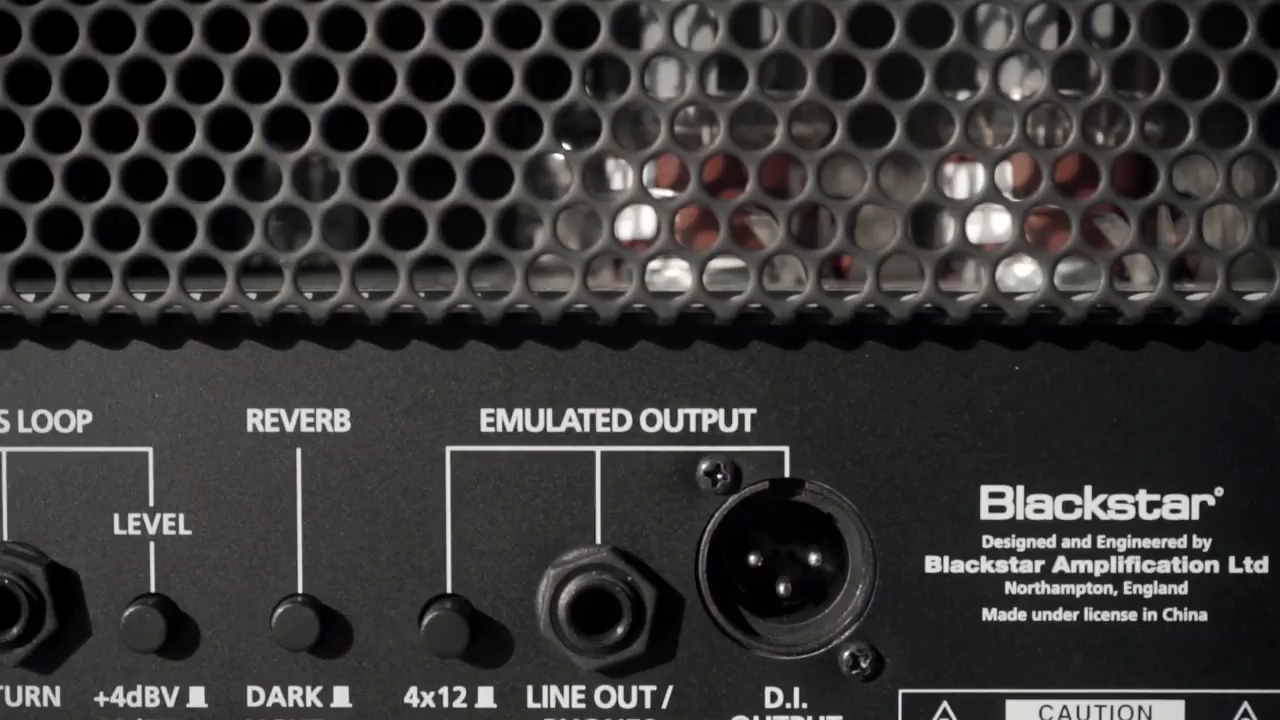 S LOOP
REVERB
EMULATED OUTPUT
LEVEL
Blackstar
Designed and Engineered by
Blackstar Amplification Ltd
Northampton, England
Made under license in China
TURN
+4dBV
DARK
4x12
LINE OUT /
D.I.
OUTPUT
CAUTION